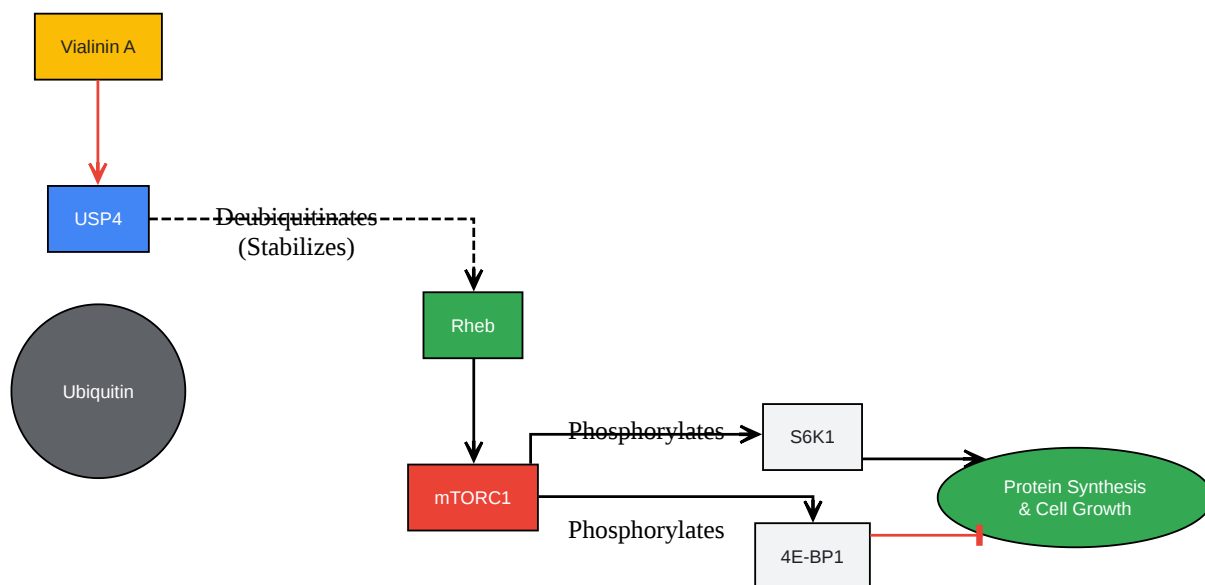 Vialinin A
USP4
Deubiquitinates
(Stabilizes)
Rheb
Ubiquitin
Phosphorylates
S6K1
mTORC1
Protein Synthesis
& Cell Growth
Phosphorylates
4E-BP1